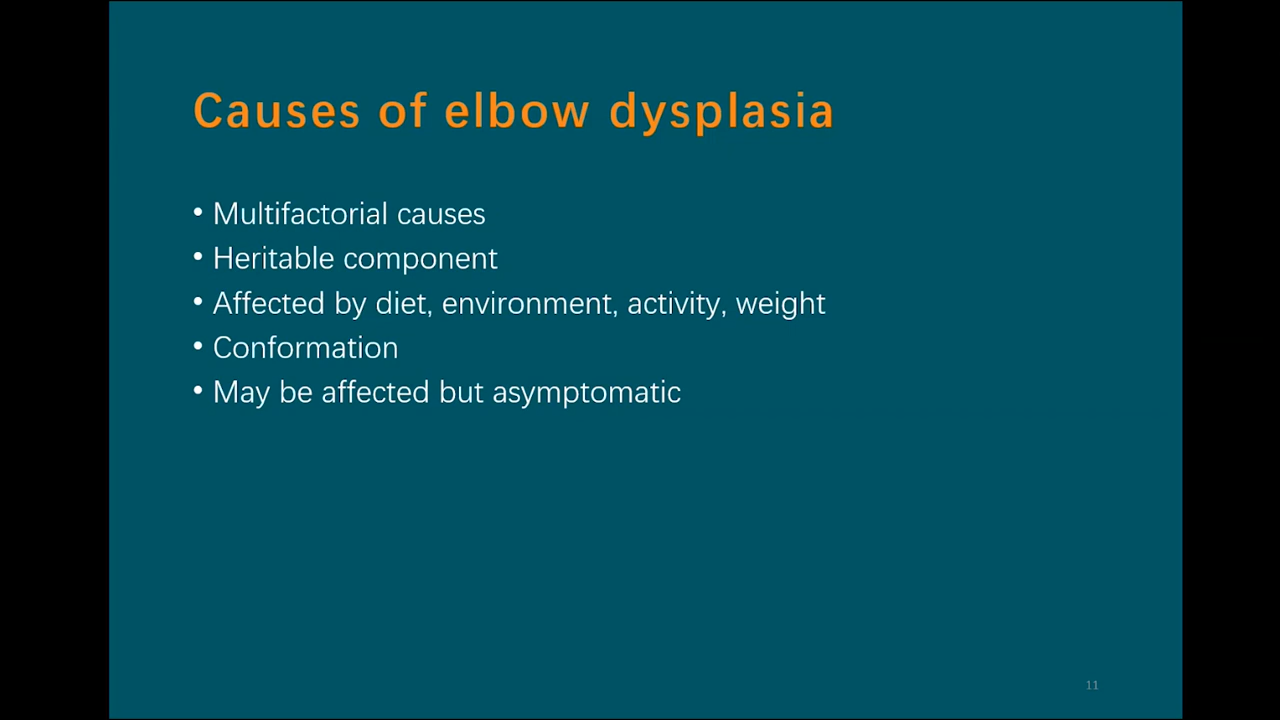 Causes of elbow dysplasia
• Multifactorial causes
• Heritable component
• Affected by diet, environment, activity, weight
• Conformation
• May be affected but asymptomatic
11